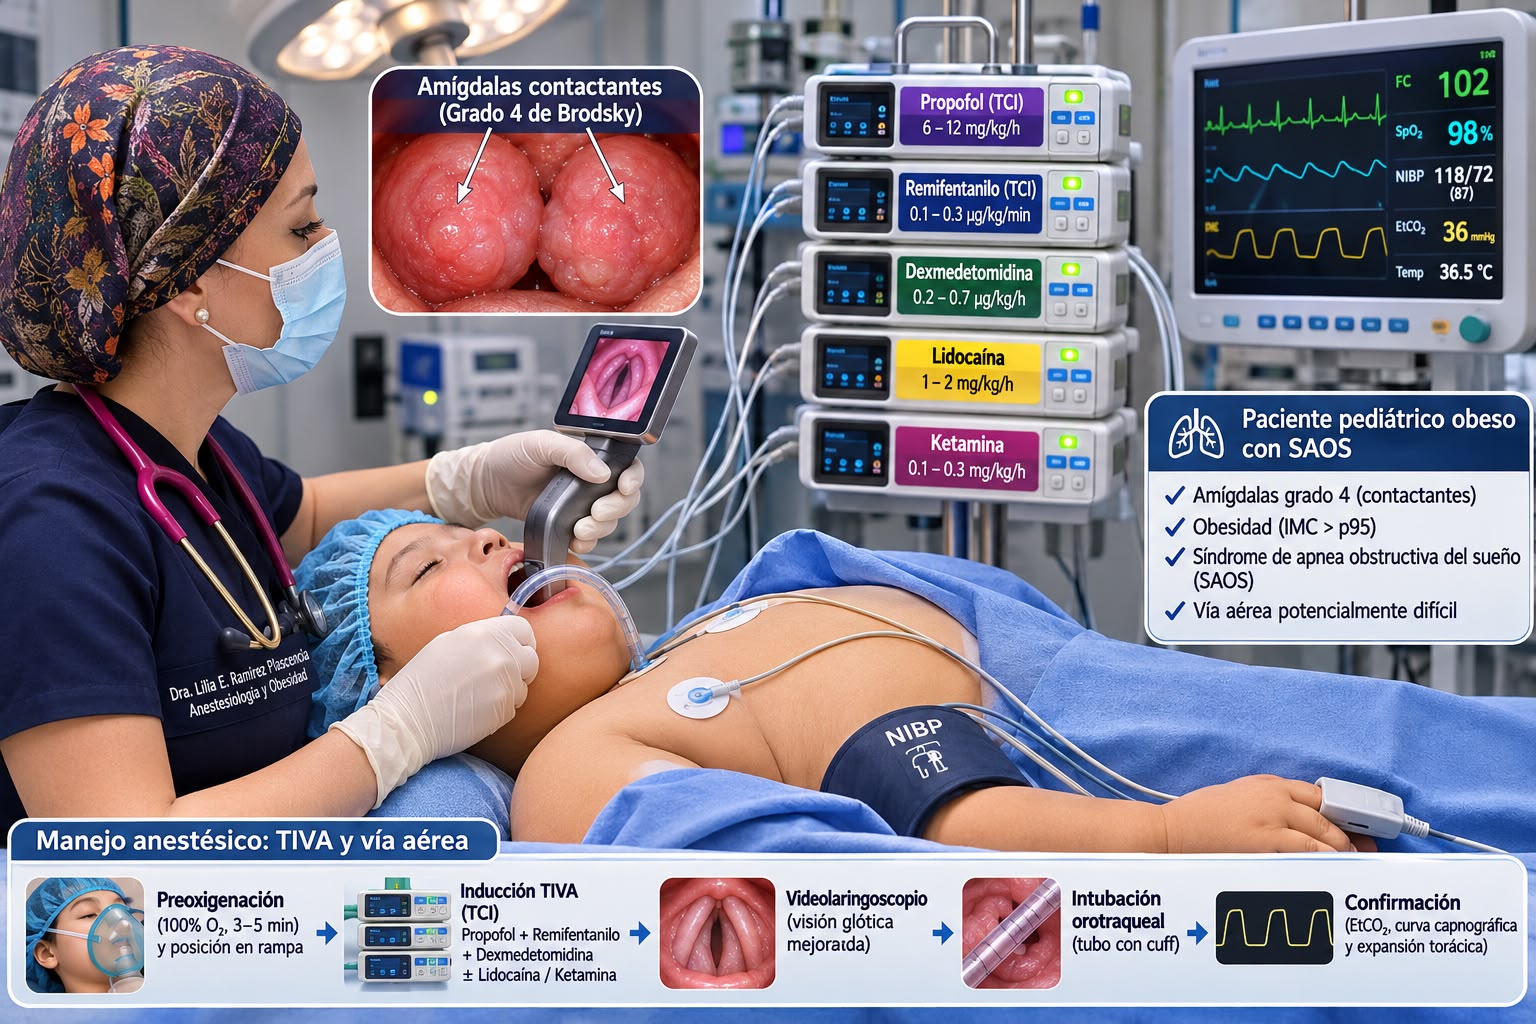 Amígdalas contactantes
(Grado 4 de Brodsky)
Propofol (TCI)
6 – 12 mg/kg/h
Remifentanilo (TCI)
0.1 – 0.3 µg/kg/min
Dexmedetomidina
0.2 – 0.7 µg/kg/h
Lidocaína
1 – 2 mg/kg/h
Ketamina
0.1 – 0.3 mg/kg/h
FC 102
SpO₂ 98%
NIBP 118/72
(87)
EtCO₂ 36 mmHg
Temp 36.5 °C
Paciente pediátrico obeso
con SAOS
Amígdalas grado 4 (contactantes)
Obesidad (IMC > p95)
Síndrome de apnea obstructiva del sueño
(SAOS)
Vía aérea potencialmente difícil
Dra. Lilia E. Ramírez Plascencia
Anestesiología y Obesidad
NIBP
Manejo anestésico: TIVA y vía aérea
Preoxigenación
(100% O₂, 3–5 min)
y posición en rampa
Inducción TIVA
(TCI)
Propofol + Remifentanilo
+ Dexmedetomidina
± Lidocaína / Ketamina
Videolaringoscopio
(visión glótica
mejorada)
Intubación
orotraqueal
(tubo con cuff)
Confirmación
(EtCO₂, curva capnográfica
y expansión torácica)